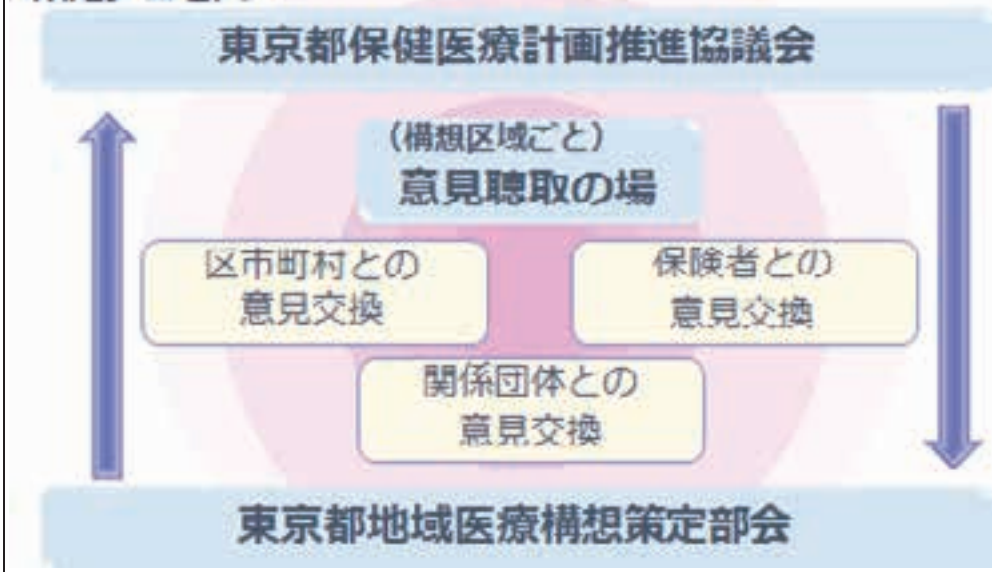 東京都保健医療計画推進協議会
（構想区域ごと）
意見聴取の場
区市町村との
意見交換
保険者との
意見交換
関係団体との
意見交換
東京都地域医療構想策定部会